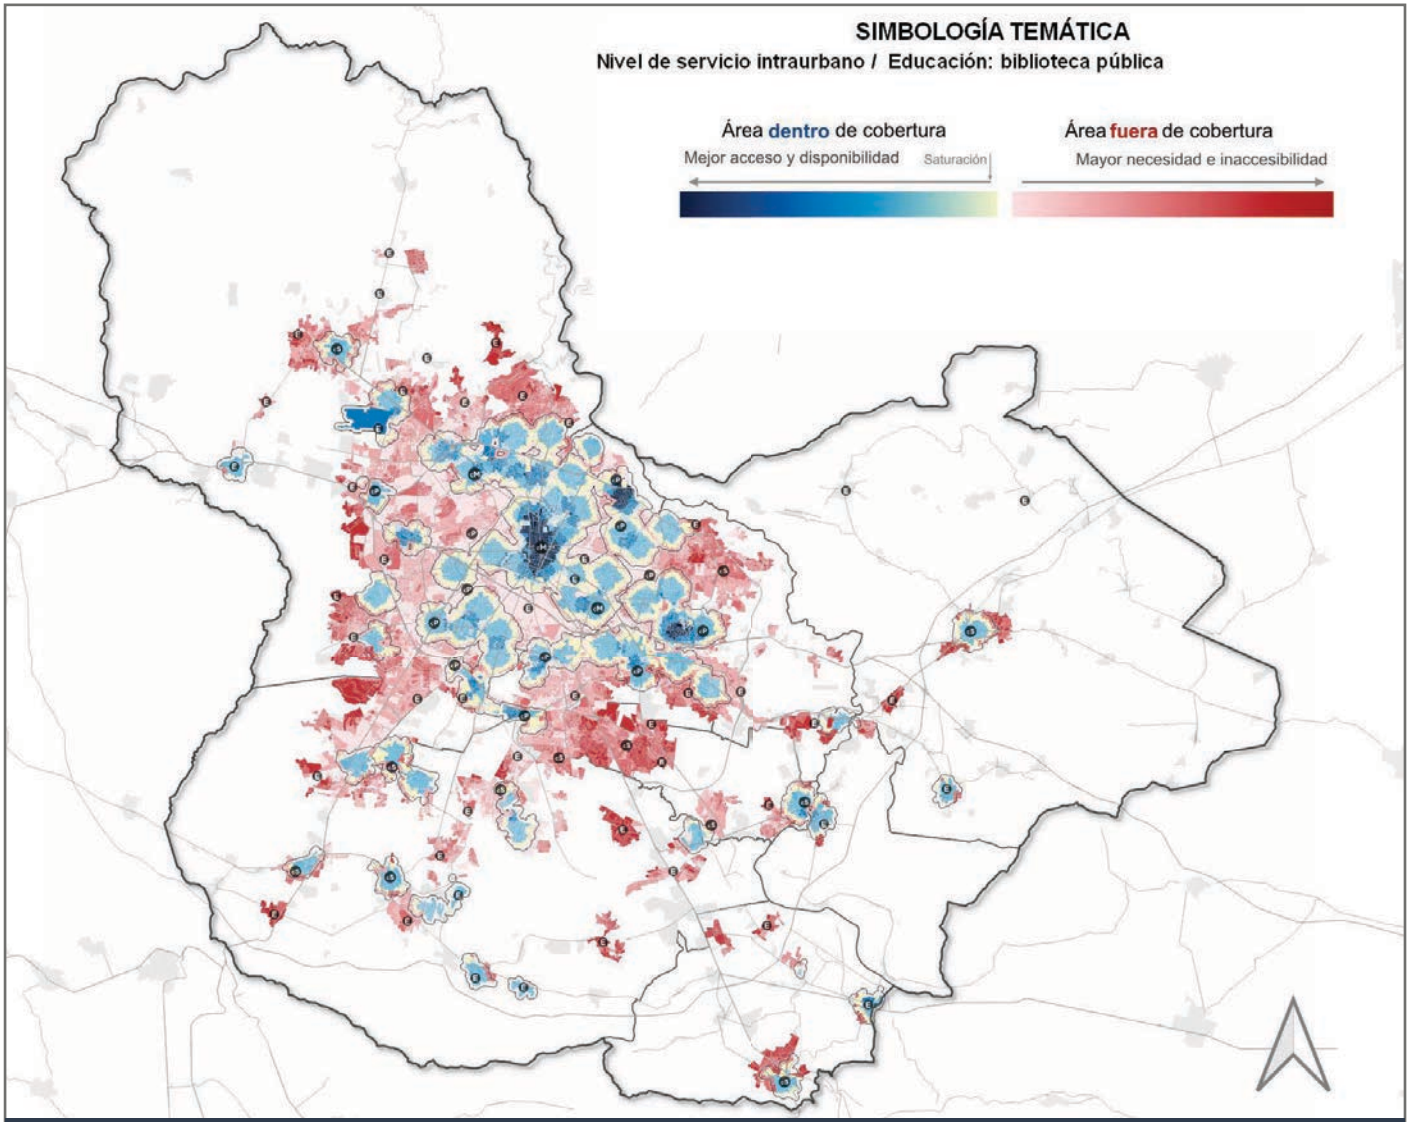 SIMBOLOGÍA TEMÁTICA
Nivel de servicio intraurbano / Educación: biblioteca pública
Área dentro de cobertura
Área fuera de cobertura
Mejor acceso y disponibilidad
Saturación
Mayor necesidad e inaccesibilidad